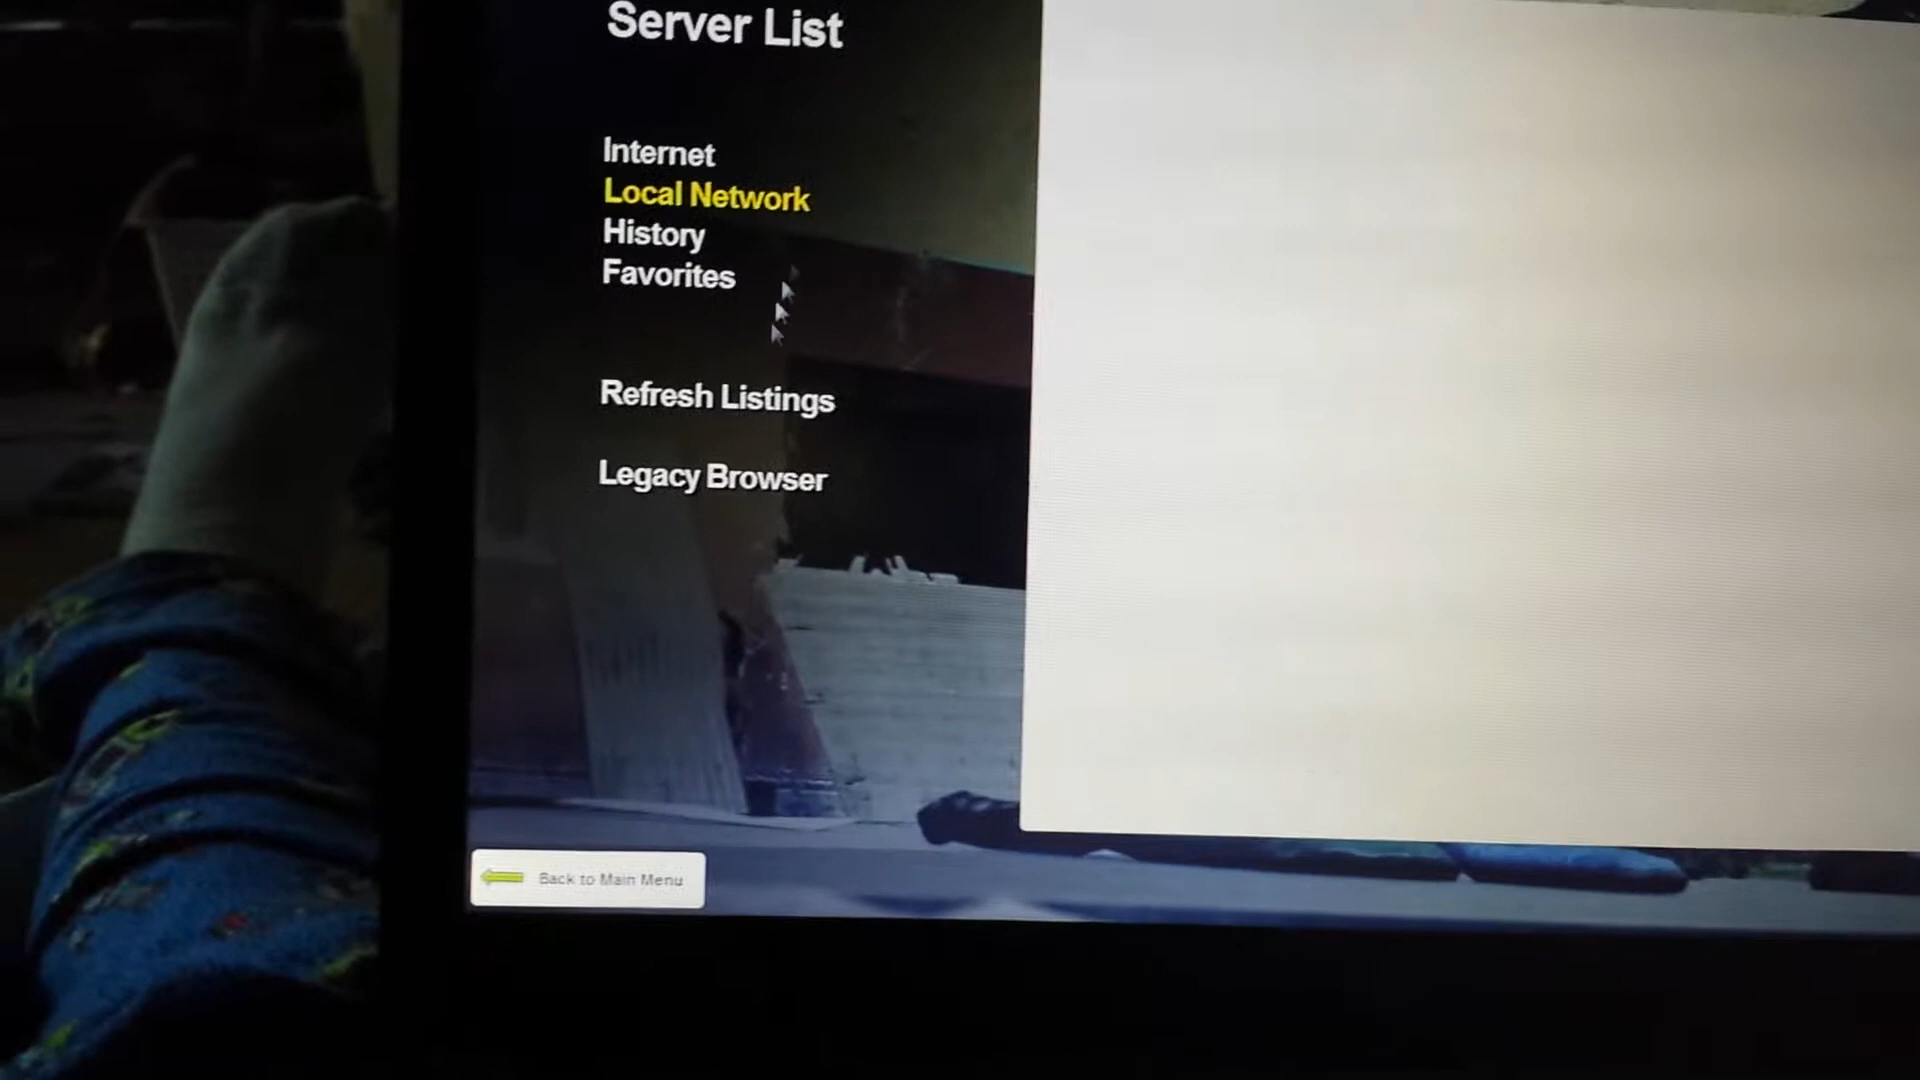 Server List
Internet
Local Network
History
Favorites
Refresh Listings
Legacy Browser
Back to Main Menu